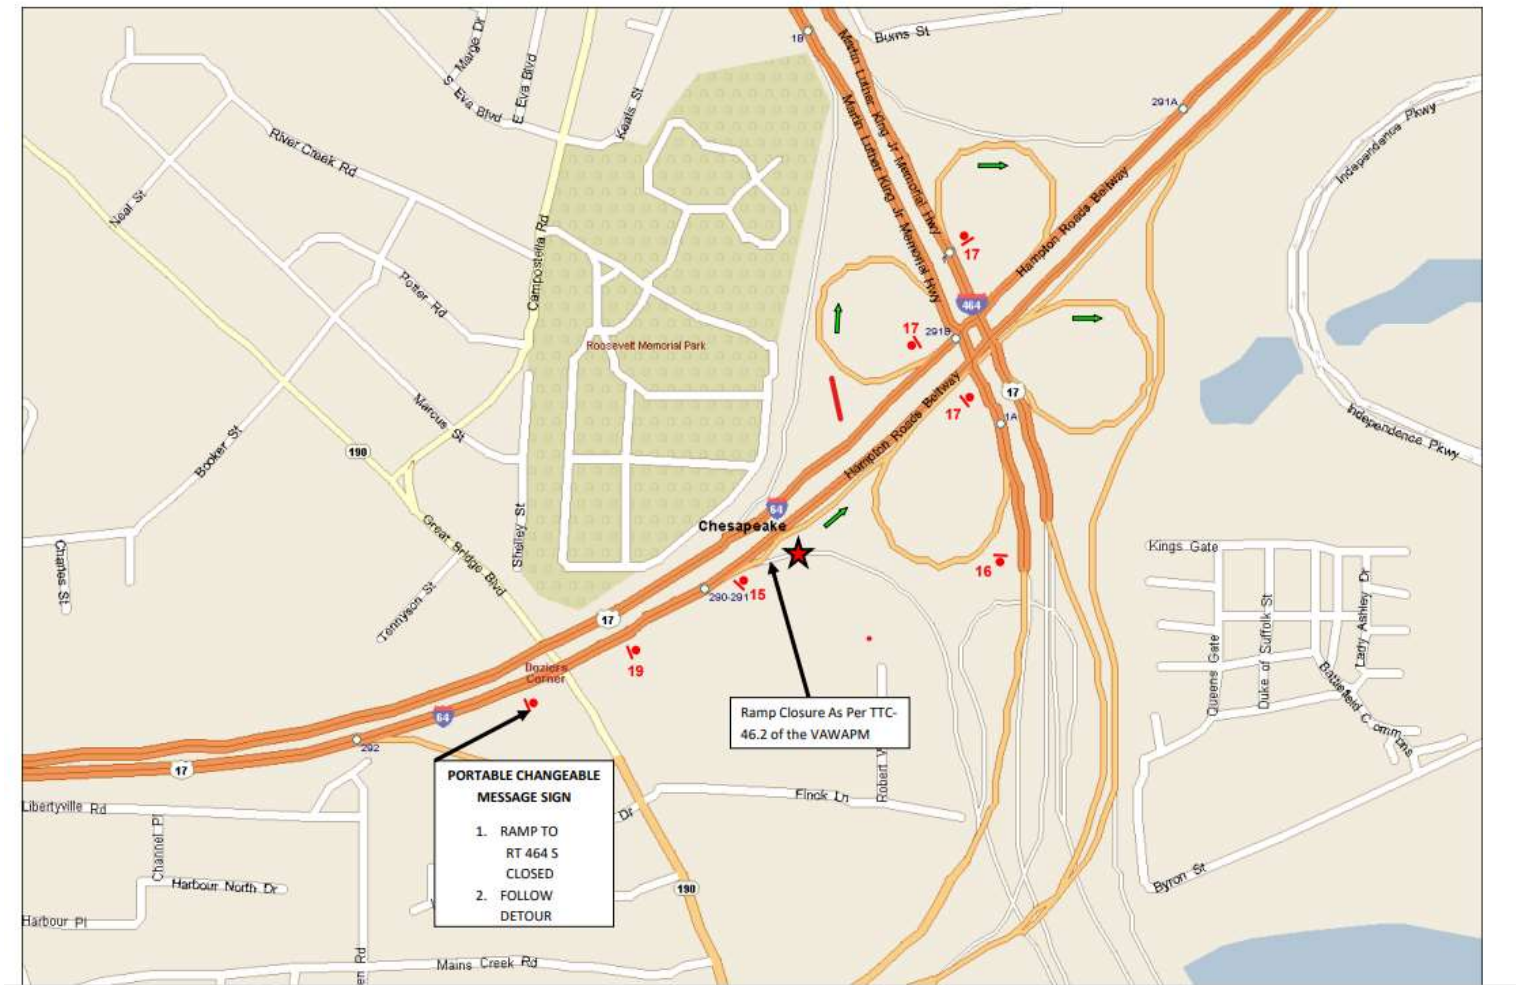 1B
Burns St
S Marge Dr
S Eva Blvd
E Eva Blvd
Keats St
Martin Luther King Jr Memorial Hwy
Martin Luther King Jr Memorial Hwy
291A
Independence Pkwy
River Creek Rd
Neal St
Campostella Rd
Hampton Roads Beltway
17
464
Potter Rd
17
291B
Roosevelt Memorial Park
17
17
1A
Hampton Roads Beltway
Marcus St
Independence Pkwy
Booker St
190
64
Chesapeake
Great Bridge Blvd
Shelley St
Charles St
Kings Gate
16
290-291
15
Tennyson St
17
19
Doziers
Corner
Queens Gate
Duke of Suffolk St
Lady Ashley Dr
Battlefield Commons
64
Ramp Closure As Per TTC-
46.2 of the VAWAPM
292
17
PORTABLE CHANGEABLE
MESSAGE SIGN
1. RAMP TO
RT 464 S
CLOSED
2. FOLLOW
DETOUR
Robert W
Finck Ln
Dr
Libertyville Rd
Channel Pl
Harbour North Dr
190
Byron St
Harbour Pl
en Rd
Mains Creek Rd